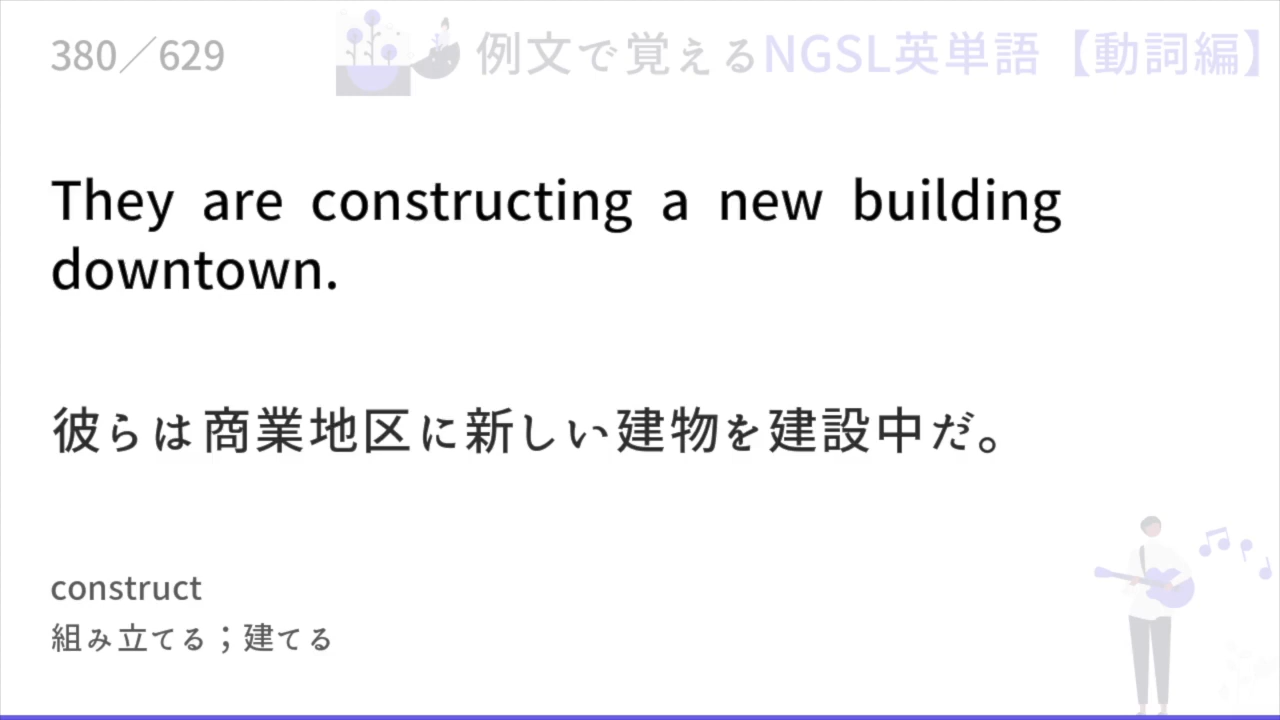 380／629
例文で覚えるNGSL英単語【動詞編】
They are constructing a new building
downtown.
彼らは商業地区に新しい建物を建設中だ。
construct
組み立てる；建てる